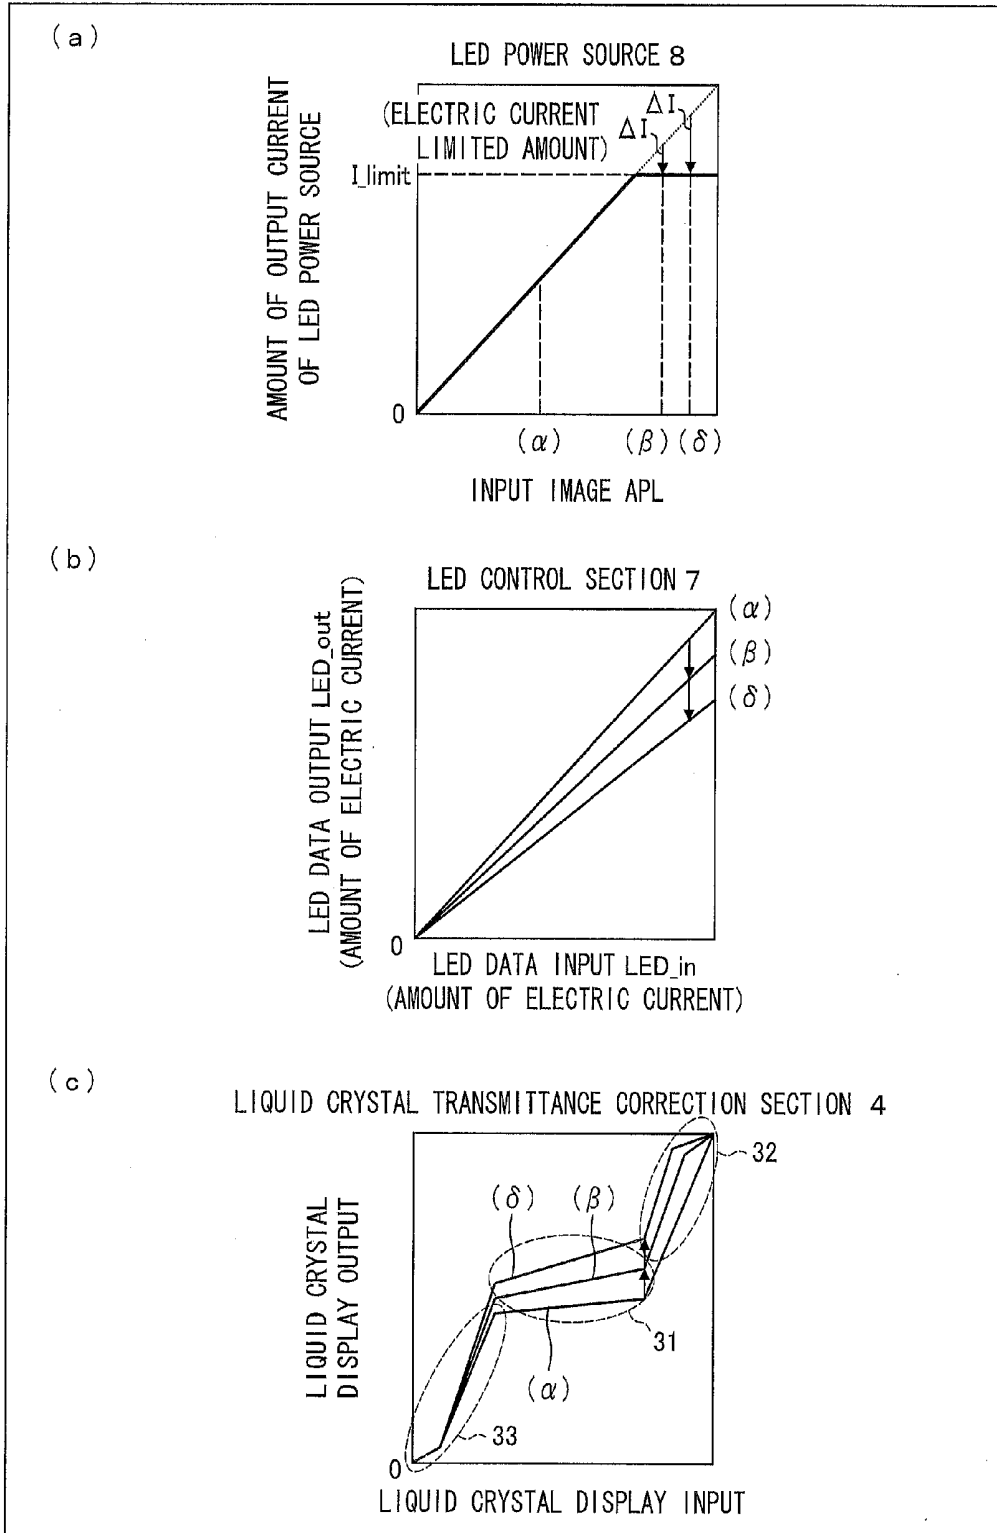 (a)
LED POWER SOURCE 8
AMOUNT OF OUTPUT CURRENT
OF LED POWER SOURCE
(ELECTRIC CURRENT
LIMITED AMOUNT)
ΔI
ΔI
I_limit
0
(α)
(β)
(δ)
INPUT IMAGE APL
(b)
LED CONTROL SECTION 7
LED DATA OUTPUT LED_out
(AMOUNT OF ELECTRIC CURRENT)
(α)
(β)
(δ)
0
LED DATA INPUT LED_in
(AMOUNT OF ELECTRIC CURRENT)
(c)
LIQUID CRYSTAL TRANSMITTANCE CORRECTION SECTION 4
LIQUID CRYSTAL
DISPLAY OUTPUT
32
(δ)
(β)
31
(α)
33
0
LIQUID CRYSTAL DISPLAY INPUT